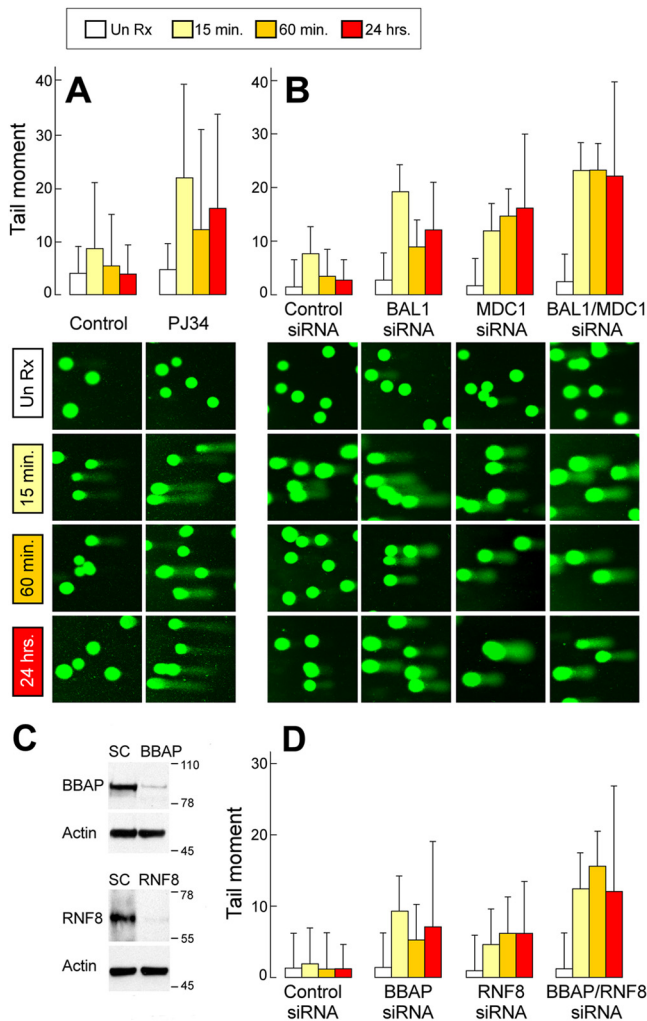 Un Rx 15 min. 60 min. 24 hrs.
A
B
Tail moment
40
30
20
10
0
40
30
20
10
0
Control PJ34
Control siRNA
BAL1 siRNA
MDC1 siRNA
BAL1/MDC1 siRNA
Un Rx
15 min.
60 min.
24 hrs.
C
SC BBAP
BBAP
110
78
Actin
45
SC RNF8
RNF8
78
55
Actin
45
D
Tail moment
30
20
10
0
Control siRNA
BBAP siRNA
RNF8 siRNA
BBAP/RNF8 siRNA